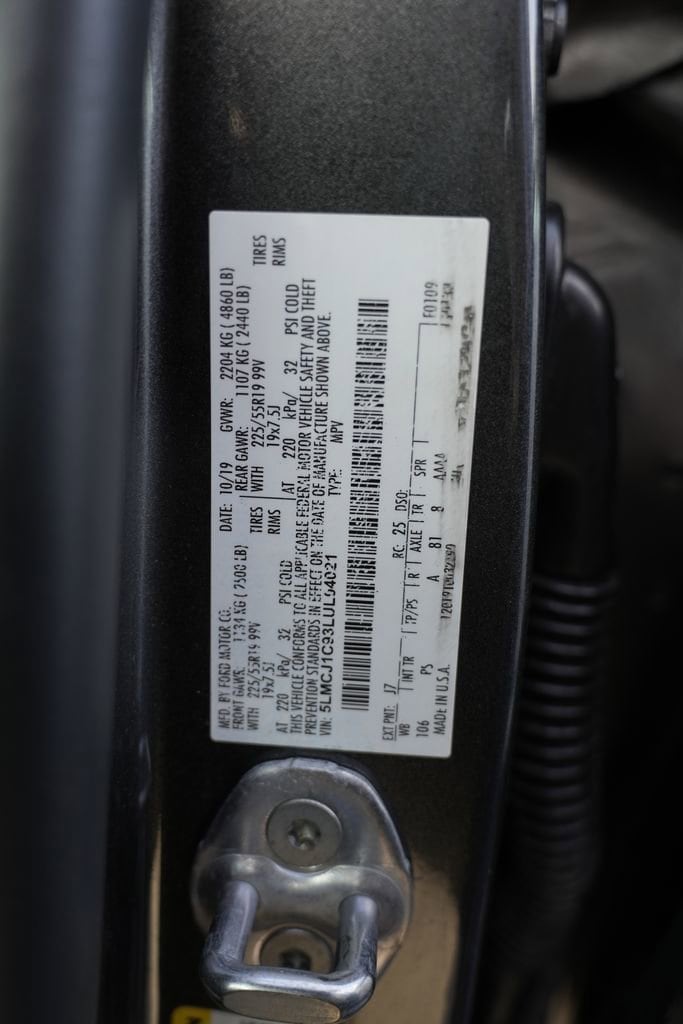 MFD. BY FORD MOTOR CO. DATE: 10/19 GVWR: 2204 KG ( 4860 LB)
FRONT GAWR: 1134 KG ( 2500 LB) REAR GAWR: 1107 KG ( 2440 LB)
WITH 225/55R19 99V TIRES WITH 225/55R19 99V TIRES
19x7.5J RIMS 19x7.5J RIMS
AT 220 kPa/ 32 PSI COLD AT 220 kPa/ 32 PSI COLD
THIS VEHICLE CONFORMS TO ALL APPLICABLE FEDERAL MOTOR VEHICLE SAFETY AND THEFT
PREVENTION STANDARDS IN EFFECT ON THE DATE OF MANUFACTURE SHOWN ABOVE.
VIN: 5LMCJ1C93LUL04021 TYPE: MPV
EXT PNT: J7 RC: 25 DSO:
WB INT TR TP/PS R AXLE TR SPR F0109
106 PS A 81 8 AAAA
MADE IN U.S.A.